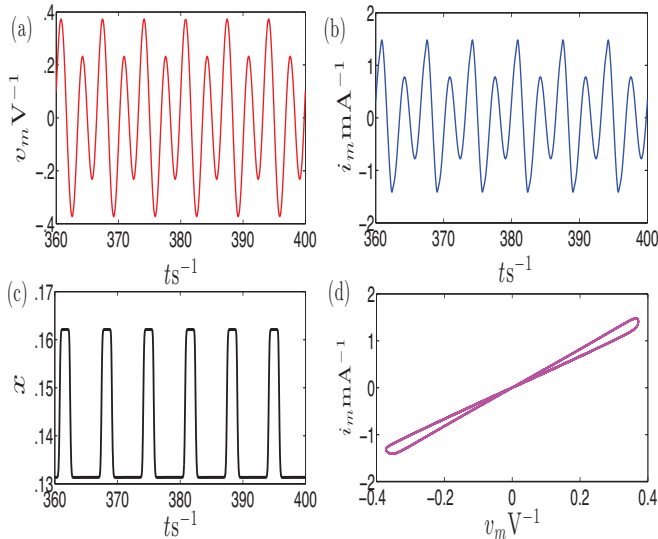 (a)
.4
.2
0
-.2
-.4
v_m V^{-1}
360 370 380 390 400
ts^{-1}
(b)
2
1
0
-1
-2
i_m mA^{-1}
360 370 380 390 400
ts^{-1}
(c)
.17
.16
.15
.14
.13
x
360 370 380 390 400
ts^{-1}
(d)
2
1
0
-1
-2
i_m mA^{-1}
-0.4 -0.2 0 0.2 0.4
v_m V^{-1}